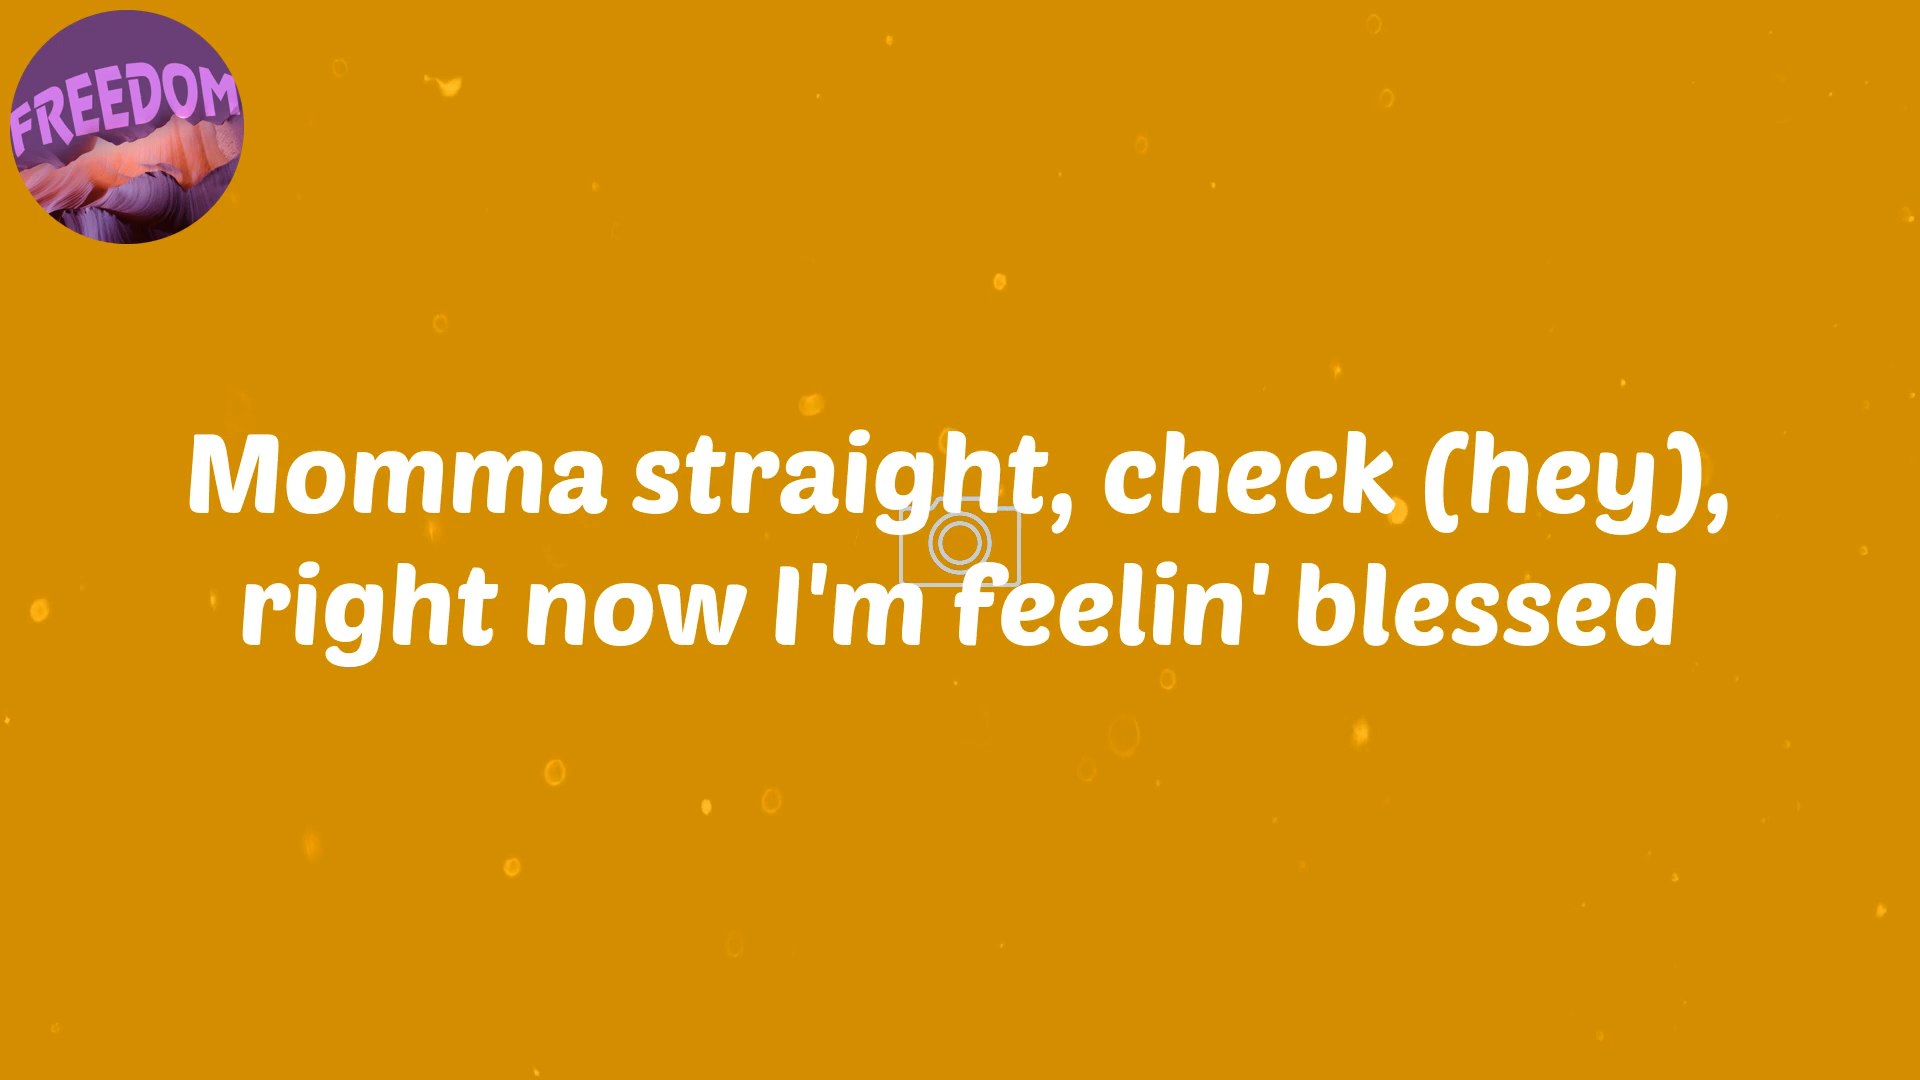 FREEDOM
Momma straight, check (hey),
right now I'm feelin' blessed